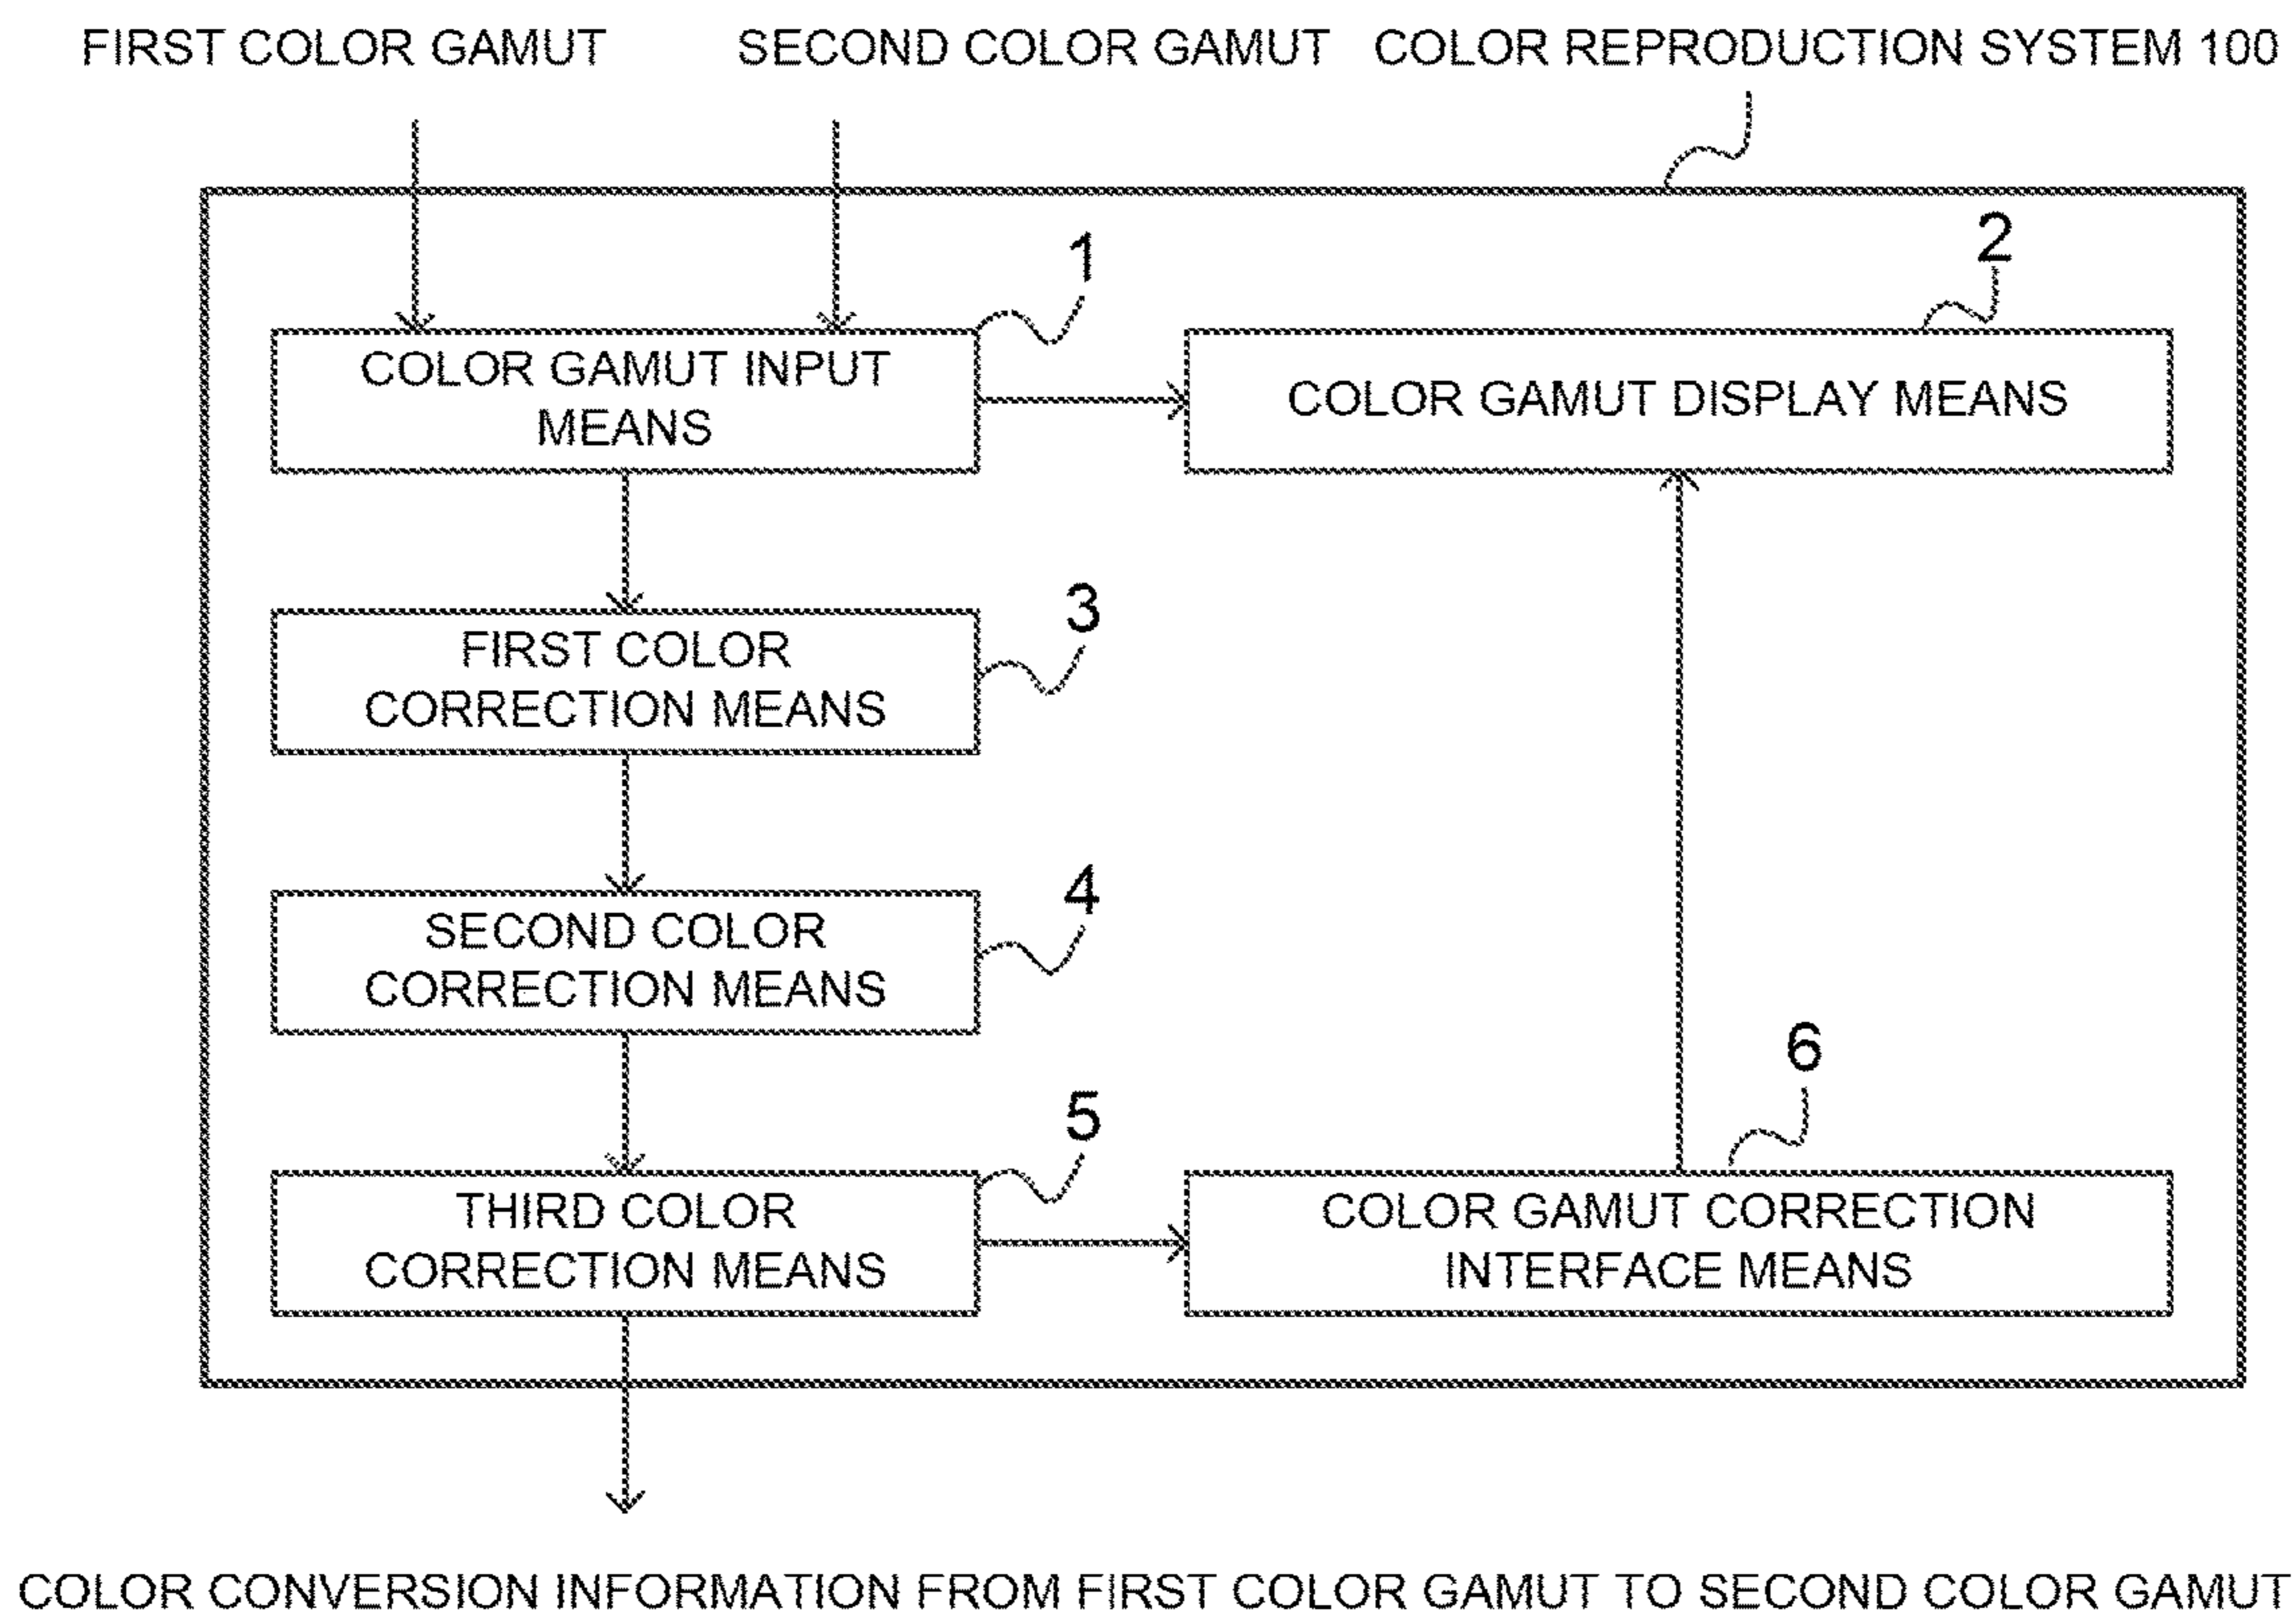 FIRST COLOR GAMUT
SECOND COLOR GAMUT
COLOR REPRODUCTION SYSTEM 100
1
2
COLOR GAMUT INPUT
MEANS
COLOR GAMUT DISPLAY MEANS
3
FIRST COLOR
CORRECTION MEANS
4
SECOND COLOR
CORRECTION MEANS
5
6
THIRD COLOR
CORRECTION MEANS
COLOR GAMUT CORRECTION
INTERFACE MEANS
COLOR CONVERSION INFORMATION FROM FIRST COLOR GAMUT TO SECOND COLOR GAMUT